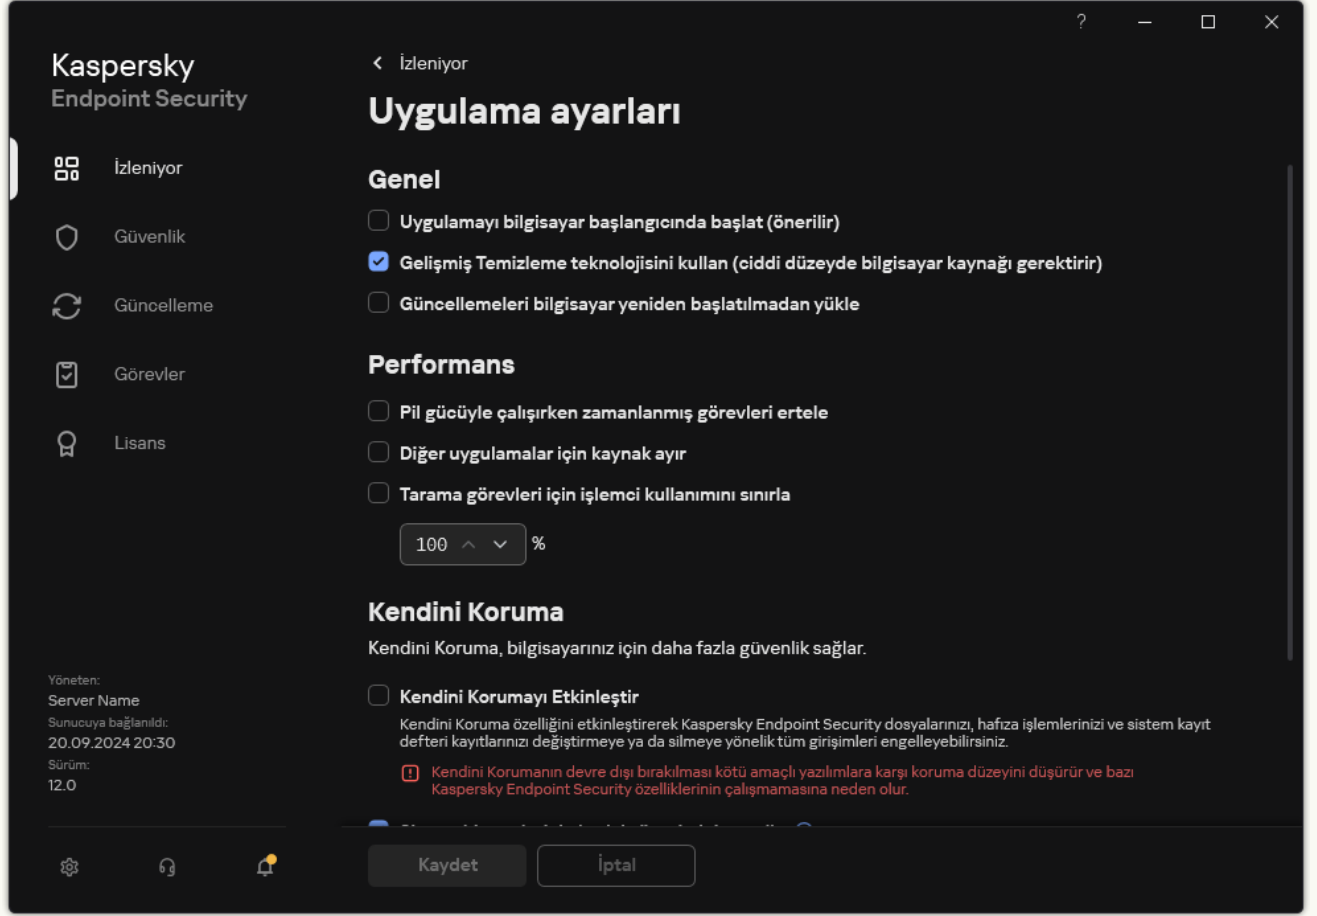 ?
Kaspersky
Endpoint Security
İzleniyor
Güvenlik
Güncelleme
Görevler
Lisans
Yöneten:
Server Name
Sunucuya bağlanıldı:
20.09.2024 20:30
Sürüm:
12.0
İzleniyor
Uygulama ayarları
Genel
Uygulamayı bilgisayar başlangıcında başlat (önerilir)
Gelişmiş Temizleme teknolojisini kullan (ciddi düzeyde bilgisayar kaynağı gerektirir)
Güncellemeleri bilgisayar yeniden başlatılmadan yükle
Performans
Pil gücüyle çalışırken zamanlanmış görevleri ertele
Diğer uygulamalar için kaynak ayır
Tarama görevleri için işlemci kullanımını sınırla
100 %
Kendini Koruma
Kendini Koruma, bilgisayarınız için daha fazla güvenlik sağlar.
Kendini Korumayı Etkinleştir
Kendini Koruma özelliğini etkinleştirerek Kaspersky Endpoint Security dosyalarınızı, hafıza işlemlerinizi ve sistem kayıt
defteri kayıtlarınızı değiştirmeye ya da silmeye yönelik tüm girişimleri engelleyebilirsiniz.
Kendini Korumanın devre dışı bırakılması kötü amaçlı yazılımlara karşı koruma düzeyini düşürür ve bazı
Kaspersky Endpoint Security özelliklerinin çalışmamasına neden olur.
Kaydet
İptal